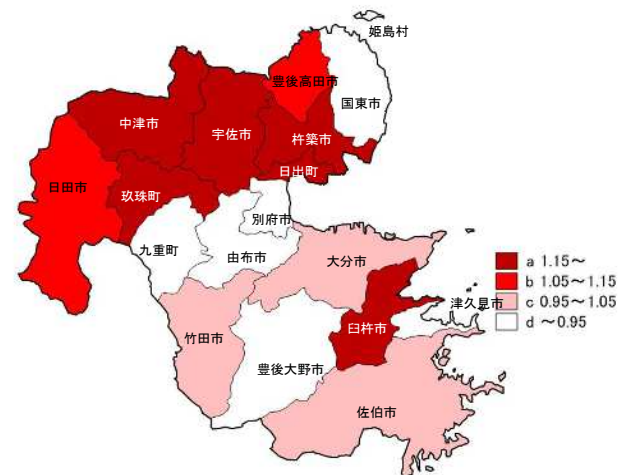 姫島村
豊後高田市
国東市
中津市
宇佐市
杵築市
日出町
日田市
玖珠町
別府市
九重町
由布市
大分市
a 1.15～
b 1.05～1.15
c 0.95～1.05
d ～0.95
津久見市
臼杵市
竹田市
豊後大野市
佐伯市